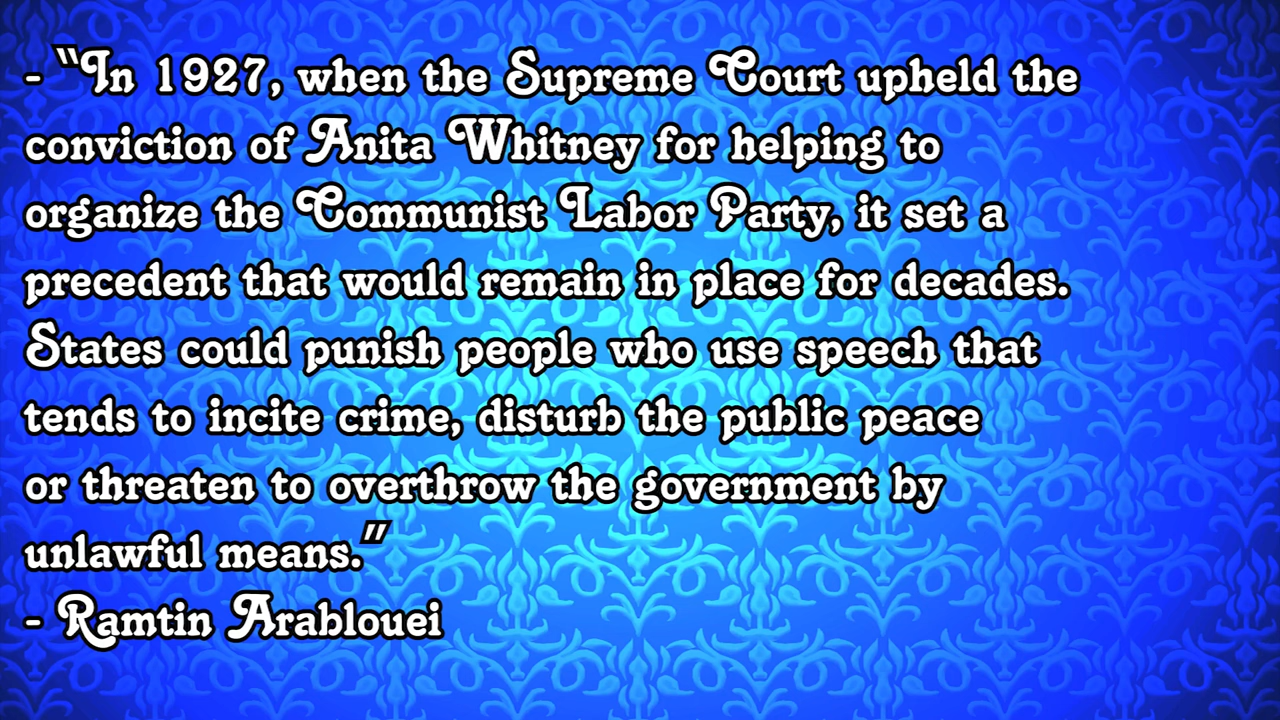 - “In 1927, when the Supreme Court upheld the
conviction of Anita Whitney for helping to
organize the Communist Labor Party, it set a
precedent that would remain in place for decades.
States could punish people who use speech that
tends to incite crime, disturb the public peace
or threaten to overthrow the government by
unlawful means.”
- Ramtin Arablouei